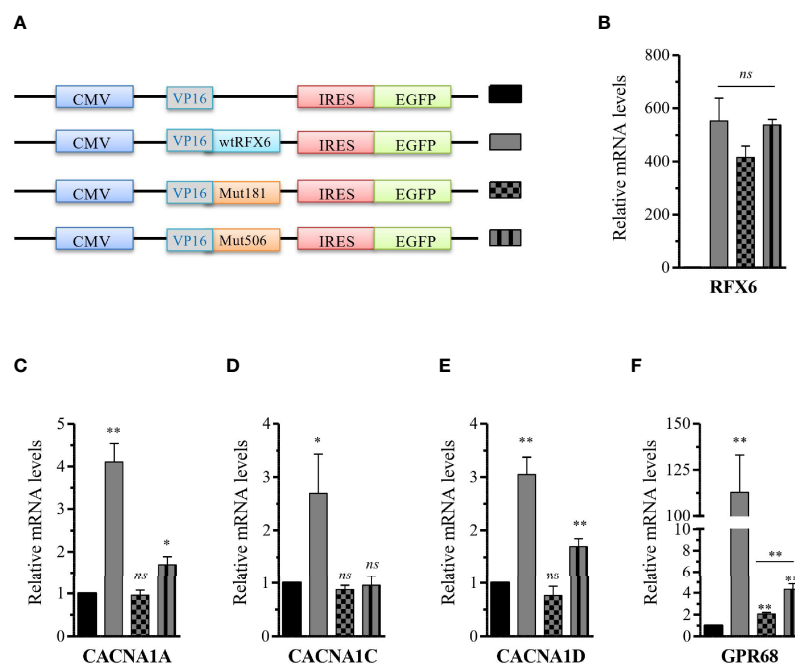 A
CMV VP16 IRES EGFP
CMV VP16 wtRFX6 IRES EGFP
CMV VP16 Mut181 IRES EGFP
CMV VP16 Mut506 IRES EGFP
B
Relative mRNA levels
800
600
400
200
0
ns
RFX6
C
Relative mRNA levels
5
4
3
2
1
0
**
ns
*
CACNA1A
D
Relative mRNA levels
4
3
2
1
0
*
ns
ns
CACNA1C
E
Relative mRNA levels
4
3
2
1
0
**
ns
**
CACNA1D
F
Relative mRNA levels
150
125
100
10
8
6
4
2
0
**
**
**
**
GPR68